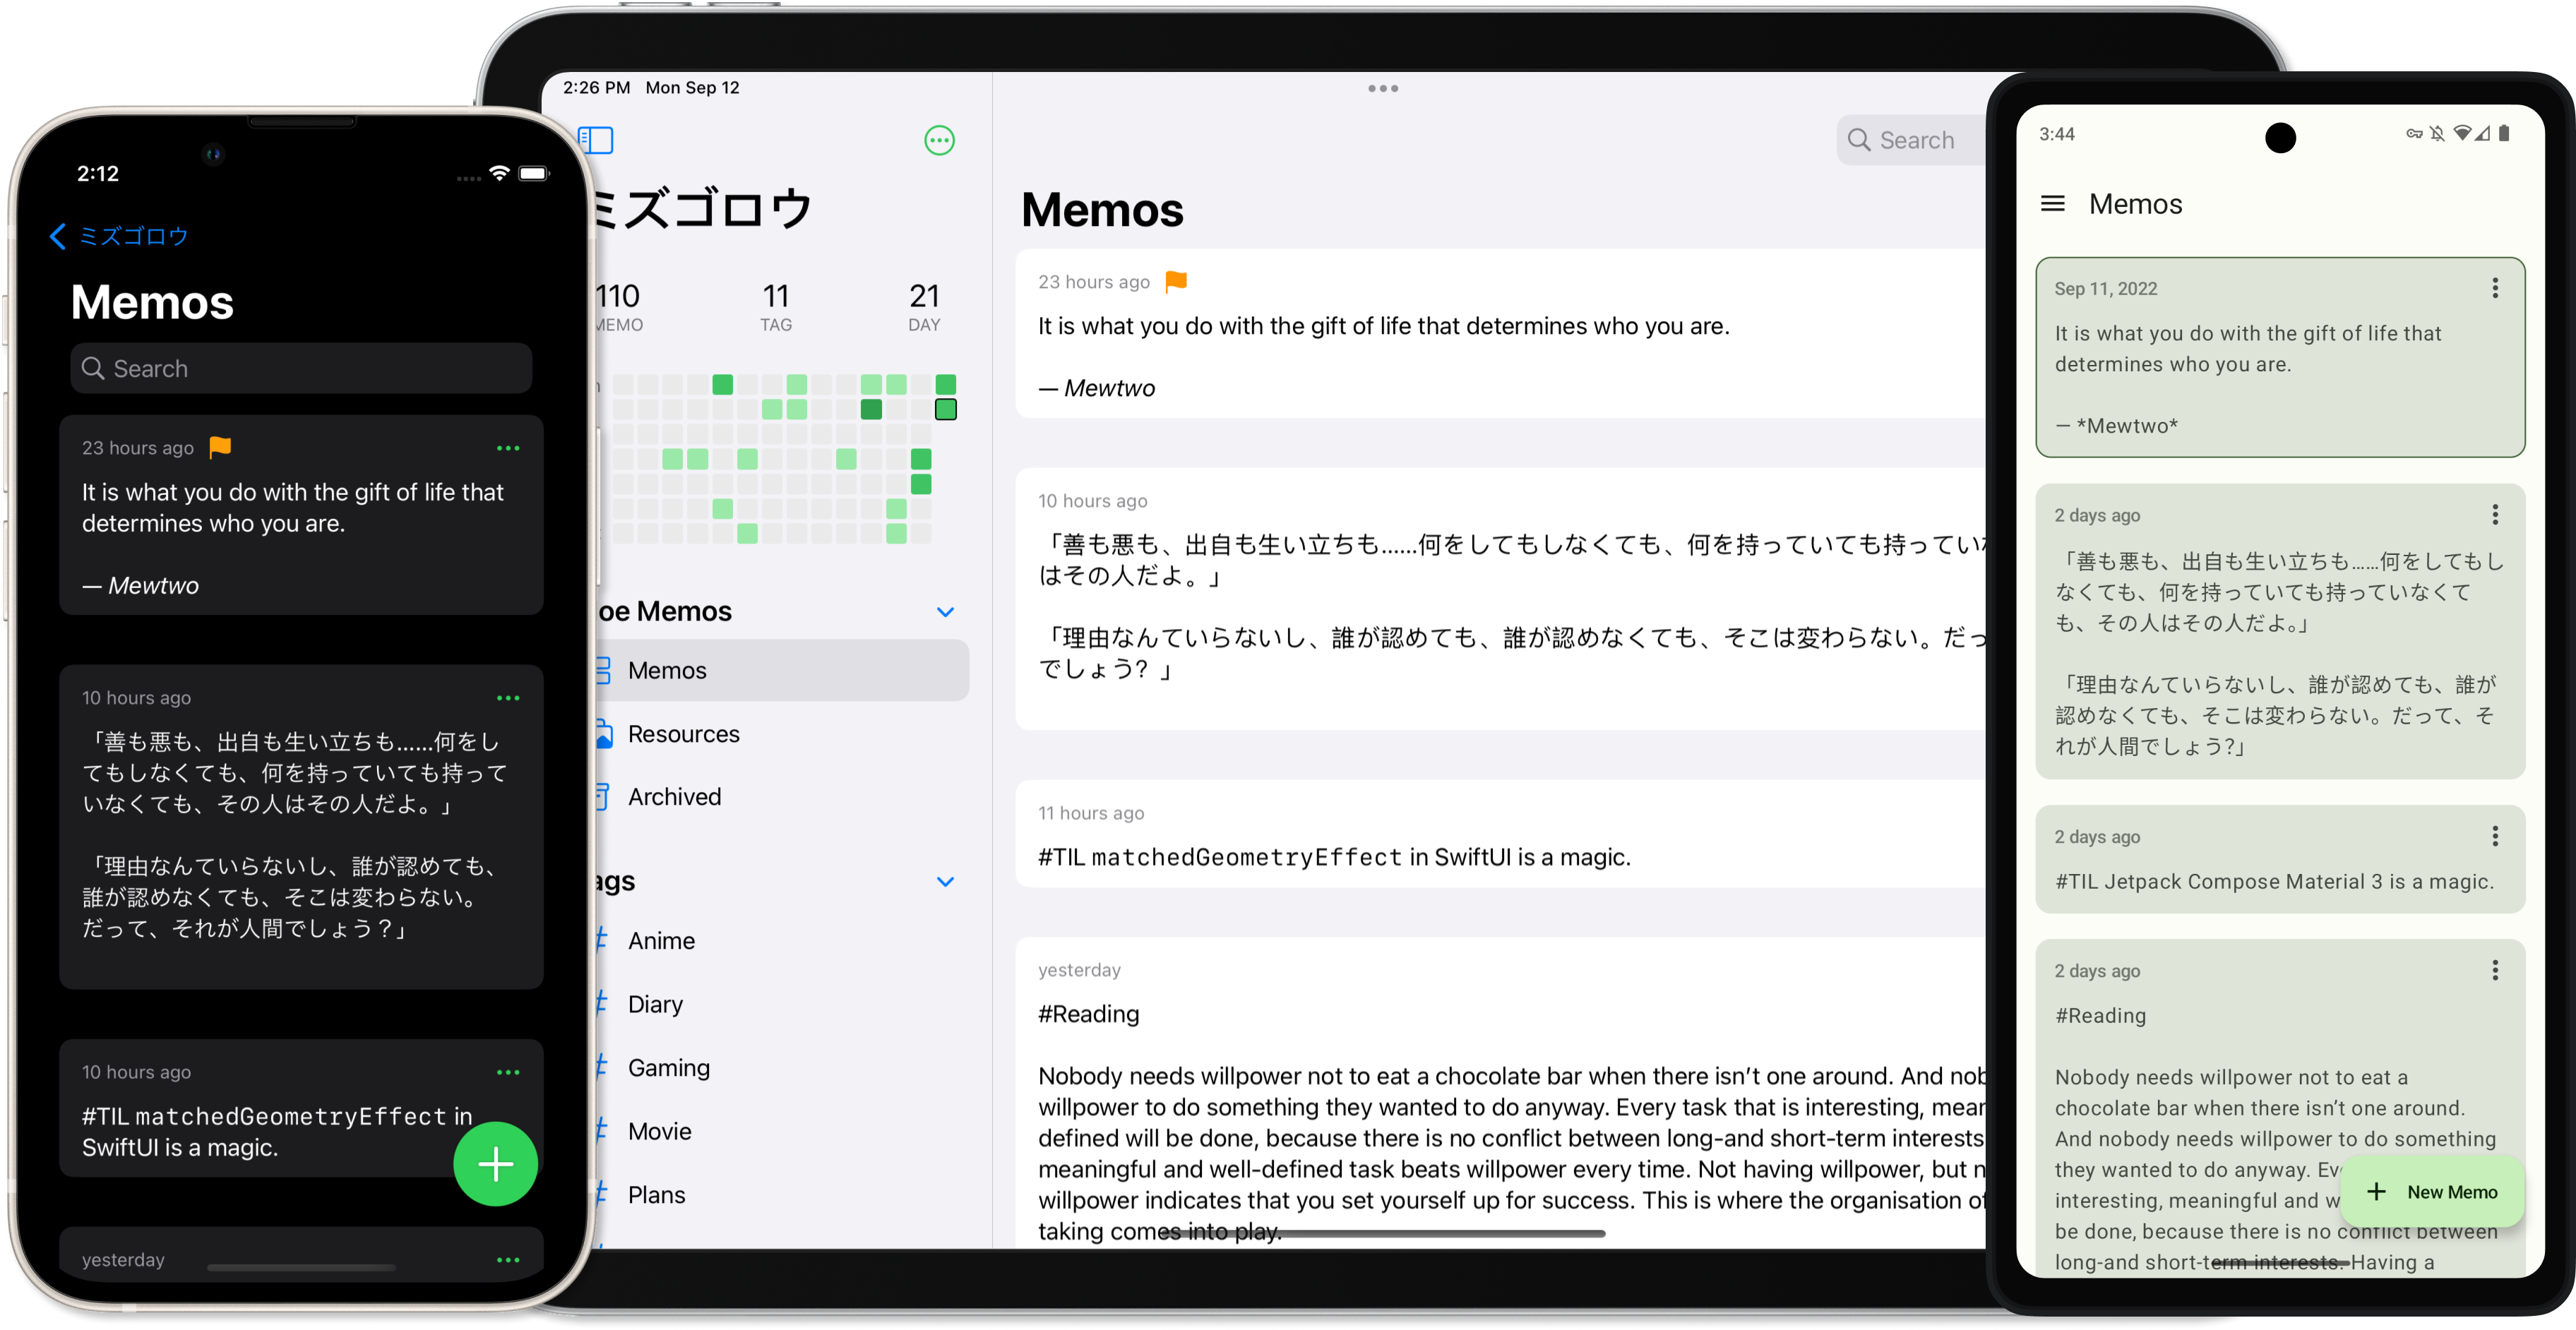 2:12
ミズゴロウ
Memos
Search
23 hours ago
It is what you do with the gift of life that
determines who you are.
— Mewtwo
10 hours ago
「善も悪も、出自も生い立ちも……何をし
てもしなくても、何を持っていても持って
いなくても、その人はその人だよ。」
「理由なんていらないし、誰が認めても、
誰が認めなくても、そこは変わらない。
だって、それが人間でしょう？」
10 hours ago
#TIL matchedGeometryEffect in
SwiftUI is a magic.
yesterday
2:26 PM Mon Sep 12
ミズゴロウ
110
MEMO
11
TAG
21
DAY
oe Memos
Memos
Resources
Archived
ags
# Anime
# Diary
# Gaming
# Movie
# Plans
Search
Memos
23 hours ago
It is what you do with the gift of life that determines who you are.
— Mewtwo
10 hours ago
「善も悪も、出自も生い立ちも……何をしてもしなくても、何を持っていても持ってい
はその人だよ。」
「理由なんていらないし、誰が認めても、誰が認めなくても、そこは変わらない。だっ
でしょう？」
11 hours ago
#TIL matchedGeometryEffect in SwiftUI is a magic.
yesterday
#Reading
Nobody needs willpower not to eat a chocolate bar when there isn’t one around. And nob
willpower to do something they wanted to do anyway. Every task that is interesting, mean
defined will be done, because there is no conflict between long-and short-term interests
meaningful and well-defined task beats willpower every time. Not having willpower, but n
willpower indicates that you set yourself up for success. This is where the organisation of
taking comes into play.
3:44
Memos
Sep 11, 2022
It is what you do with the gift of life that
determines who you are.
— *Mewtwo*
2 days ago
「善も悪も、出自も生い立ちも……何をしてもし
なくても、何を持っていても持っていなくて
も、その人はその人だよ。」
「理由なんていらないし、誰が認めても、誰が
認めなくても、そこは変わらない。だって、そ
れが人間でしょう?」
2 days ago
#TIL Jetpack Compose Material 3 is a magic.
2 days ago
#Reading
Nobody needs willpower not to eat a
chocolate bar when there isn’t one around.
And nobody needs willpower to do something
they wanted to do anyway. Ev
interesting, meaningful and w
be done, because there is no conflict between
long-and short-term interests. Having a
New Memo